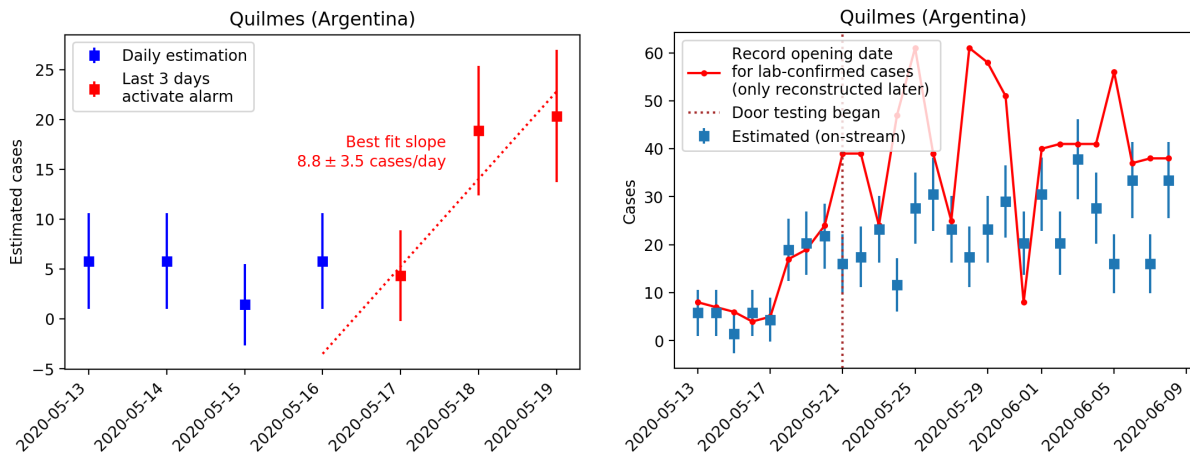 Quilmes (Argentina)
Daily estimation
Last 3 days
activate alarm
Best fit slope
8.8 ± 3.5 cases/day
Estimated cases
25
20
15
10
5
0
−5
2020-05-13
2020-05-14
2020-05-15
2020-05-16
2020-05-17
2020-05-18
2020-05-19
Quilmes (Argentina)
Record opening date
for lab-confirmed cases
(only reconstructed later)
Door testing began
Estimated (on-stream)
Cases
60
50
40
30
20
10
0
2020-05-13
2020-05-17
2020-05-21
2020-05-25
2020-05-29
2020-06-01
2020-06-05
2020-06-09